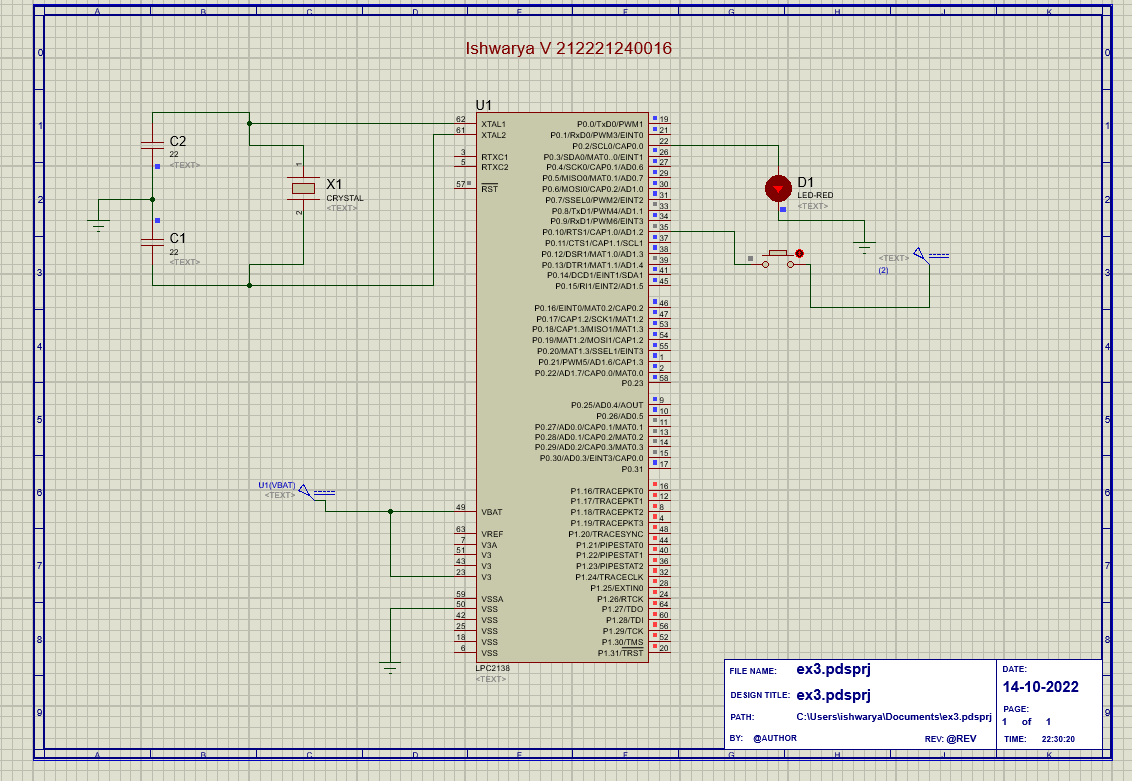 A B C D E F G H J K
Ishwarya V 212221240016
0 0
1 1
2 2
3 3
4 4
5 5
6 6
7 7
8 8
9 9
C2
22
<TEXT>
C1
22
<TEXT>
X1
CRYSTAL
<TEXT>
1
2
U1
62 XTAL1
61 XTAL2
3 RTXC1
5 RTXC2
57 RST
49 VBAT
63 VREF
7 V3A
51 V3
43 V3
23 V3
59 VSSA
50 VSS
42 VSS
25 VSS
18 VSS
6 VSS
P0.0/TxD0/PWM1 19
P0.1/RxD0/PWM3/EINT0 21
P0.2/SCL0/CAP0.0 22
P0.3/SDA0/MAT0..0/EINT1 26
P0.4/SCK0/CAP0.1/AD0.6 27
P0.5/MISO0/MAT0.1/AD0.7 29
P0.6/MOSI0/CAP0.2/AD1.0 30
P0.7/SSEL0/PWM2/EINT2 31
P0.8/TxD1/PWM4/AD1.1 33
P0.9/RxD1/PWM6/EINT3 34
P0.10/RTS1/CAP1.0/AD1.2 35
P0.11/CTS1/CAP1.1/SCL1 37
P0.12/DSR1/MAT1.0/AD1.3 38
P0.13/DTR1/MAT1.1/AD1.4 39
P0.14/DCD1/EINT1/SDA1 41
P0.15/RI1/EINT2/AD1.5 45
P0.16/EINT0/MAT0.2/CAP0.2 46
P0.17/CAP1.2/SCK1/MAT1.2 47
P0.18/CAP1.3/MISO1/MAT1.3 53
P0.19/MAT1.2/MOSI1/CAP1.2 54
P0.20/MAT1.3/SSEL1/EINT3 55
P0.21/PWM5/AD1.6/CAP1.3 1
P0.22/AD1.7/CAP0.0/MAT0.0 2
P0.23 58
P0.25/AD0.4/AOUT 9
P0.26/AD0.5 10
P0.27/AD0.0/CAP0.1/MAT0.1 11
P0.28/AD0.1/CAP0.2/MAT0.2 13
P0.29/AD0.2/CAP0.3/MAT0.3 14
P0.30/AD0.3/EINT3/CAP0.0 15
P0.31 17
P1.16/TRACEPKT0 16
P1.17/TRACEPKT1 12
P1.18/TRACEPKT2 8
P1.19/TRACEPKT3 4
P1.20/TRACESYNC 48
P1.21/PIPESTAT0 44
P1.22/PIPESTAT1 40
P1.23/PIPESTAT2 36
P1.24/TRACECLK 32
P1.25/EXTIN0 28
P1.26/RTCK 24
P1.27/TDO 64
P1.28/TDI 60
P1.29/TCK 56
P1.30/TMS 52
P1.31/TRST 20
LPC2138
<TEXT>
U1(VBAT)
<TEXT>
D1
LED-RED
<TEXT>
<TEXT>
(2)
FILE NAME: ex3.pdsprj
DESIGN TITLE: ex3.pdsprj
PATH: C:\Users\ishwarya\Documents\ex3.pdsprj
BY: @AUTHOR REV: @REV
DATE:
14-10-2022
PAGE:
1 of 1
TIME: 22:30:20
A B C D E F G H J K